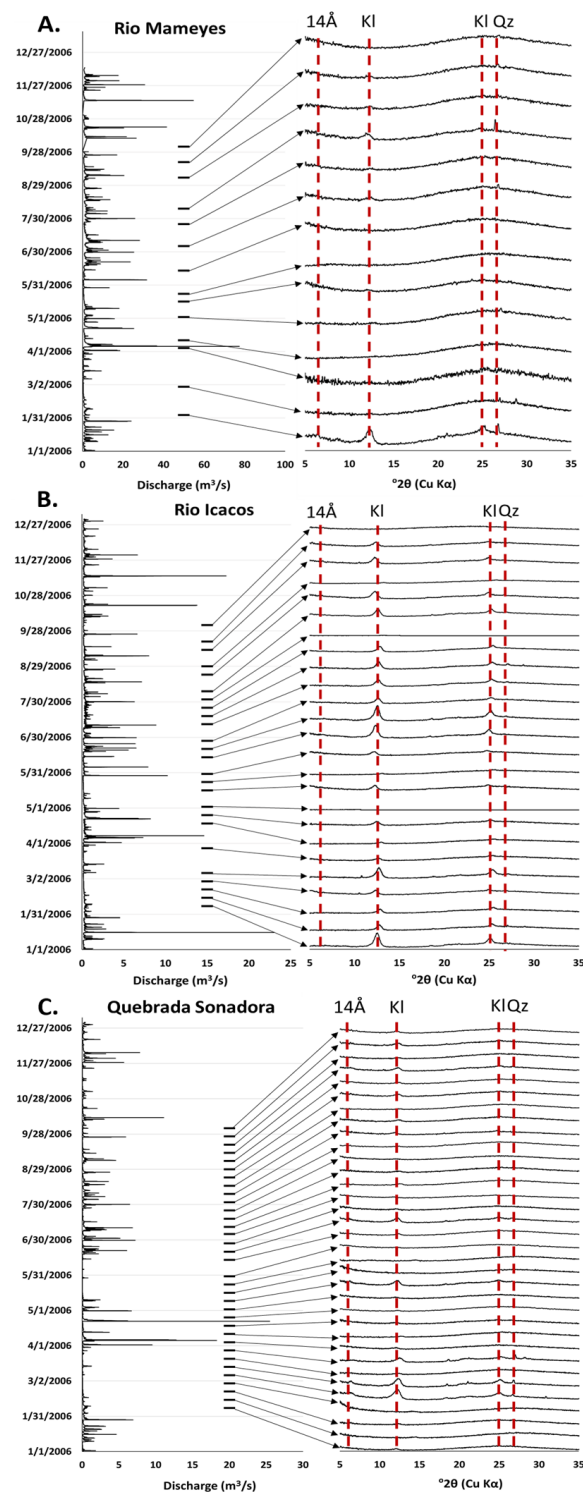 A.
Rio Mameyes
14Å Kl Kl Qz
12/27/2006
11/27/2006
10/28/2006
9/28/2006
8/29/2006
7/30/2006
6/30/2006
5/31/2006
5/1/2006
4/1/2006
3/2/2006
1/31/2006
1/1/2006
0 20 40 60 80 100
5 10 15 20 25 30 35
Discharge (m³/s)
°2θ (Cu Kα)
B.
Rio Icacos
14Å Kl Kl Qz
12/27/2006
11/27/2006
10/28/2006
9/28/2006
8/29/2006
7/30/2006
6/30/2006
5/31/2006
5/1/2006
4/1/2006
3/2/2006
1/31/2006
1/1/2006
0 5 10 15 20 25
5 10 15 20 25 30 35
Discharge (m³/s)
°2θ (Cu Kα)
C.
Quebrada Sonadora
14Å Kl Kl Qz
12/27/2006
11/27/2006
10/28/2006
9/28/2006
8/29/2006
7/30/2006
6/30/2006
5/31/2006
5/1/2006
4/1/2006
3/2/2006
1/31/2006
1/1/2006
0 5 10 15 20 25 30
5 10 15 20 25 30 35
Discharge (m³/s)
°2θ (Cu Kα)